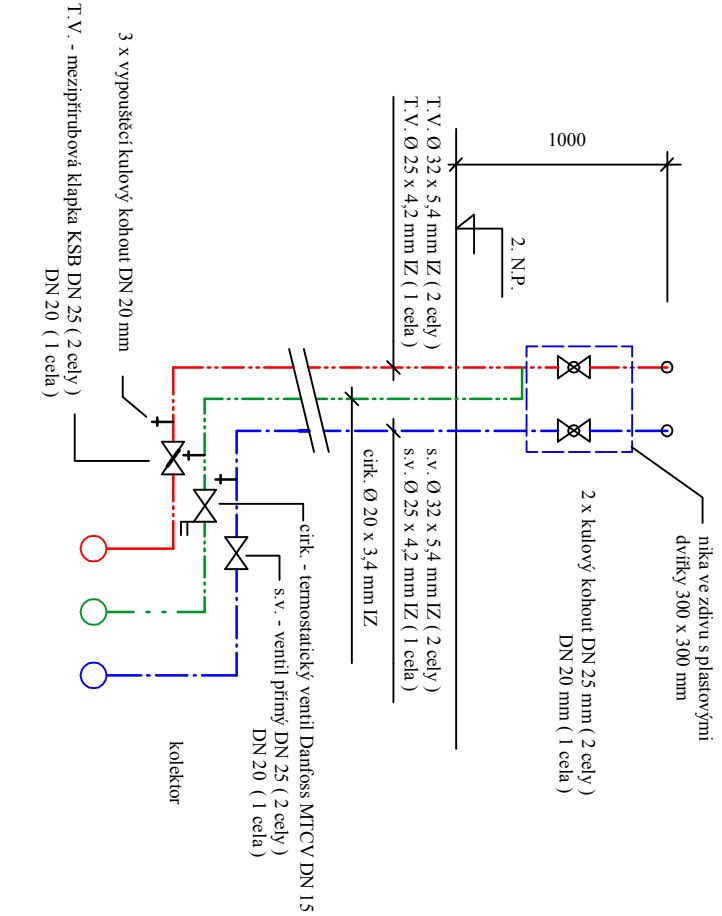 nika ve zdivu s plastovými
dvířky 300 x 300 mm
2 x kulový kohout DN 25 mm ( 2 cely )
DN 20 mm ( 1 cela )
1000
2. N.P.
T.V. Ø 32 x 5,4 mm IZ ( 2 cely )
T.V. Ø 25 x 4,2 mm IZ ( 1 cela )
s.v. Ø 32 x 5,4 mm IZ ( 2 cely )
s.v. Ø 25 x 4,2 mm IZ ( 1 cela )
cirk. Ø 20 x 3,4 mm IZ
cirk. - termostatický ventil Danfoss MTCV DN 15
s.v. - ventil přímý DN 25 ( 2 cely )
DN 20 ( 1 cela )
kolektor
3 x vypouštěcí kulový kohout DN 20 mm
T.V. - mezipřírubová klapka KSB DN 25 ( 2 cely )
DN 20 ( 1 cela )